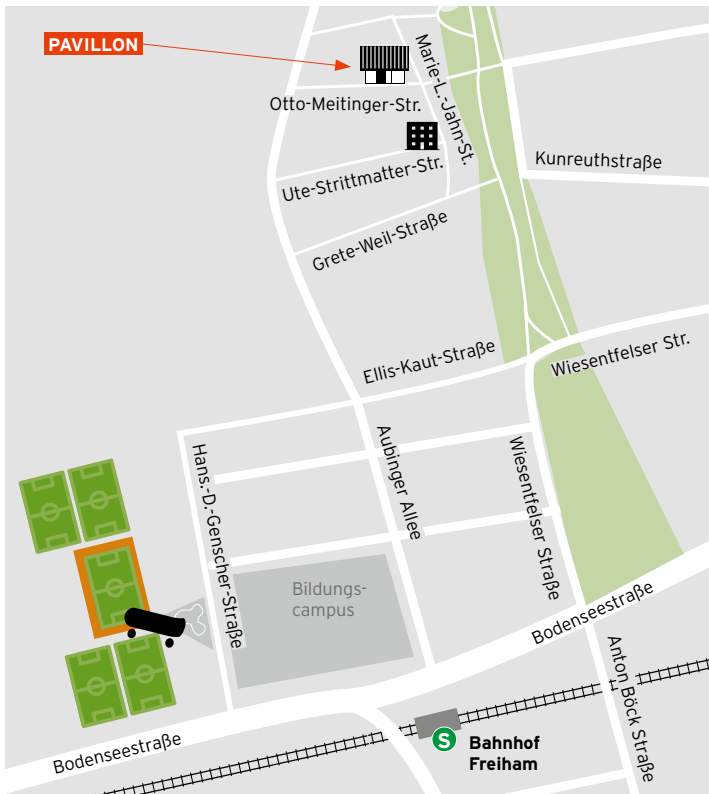 PAVILLON
Marie-L.-Jahn-St.
Otto-Meitinger-Str.
Kunreuthstraße
Ute-Strittmatter-Str.
Grete-Weil-Straße
Ellis-Kaut-Straße
Wiesentfelser Str.
Hans.-D.-Genscher-Straße
Aubinger Allee
Wiesentfelser Straße
Bildungs-
campus
Bodenseestraße
Anton Böck Straße
Bodenseestraße
S
Bahnhof
Freiham